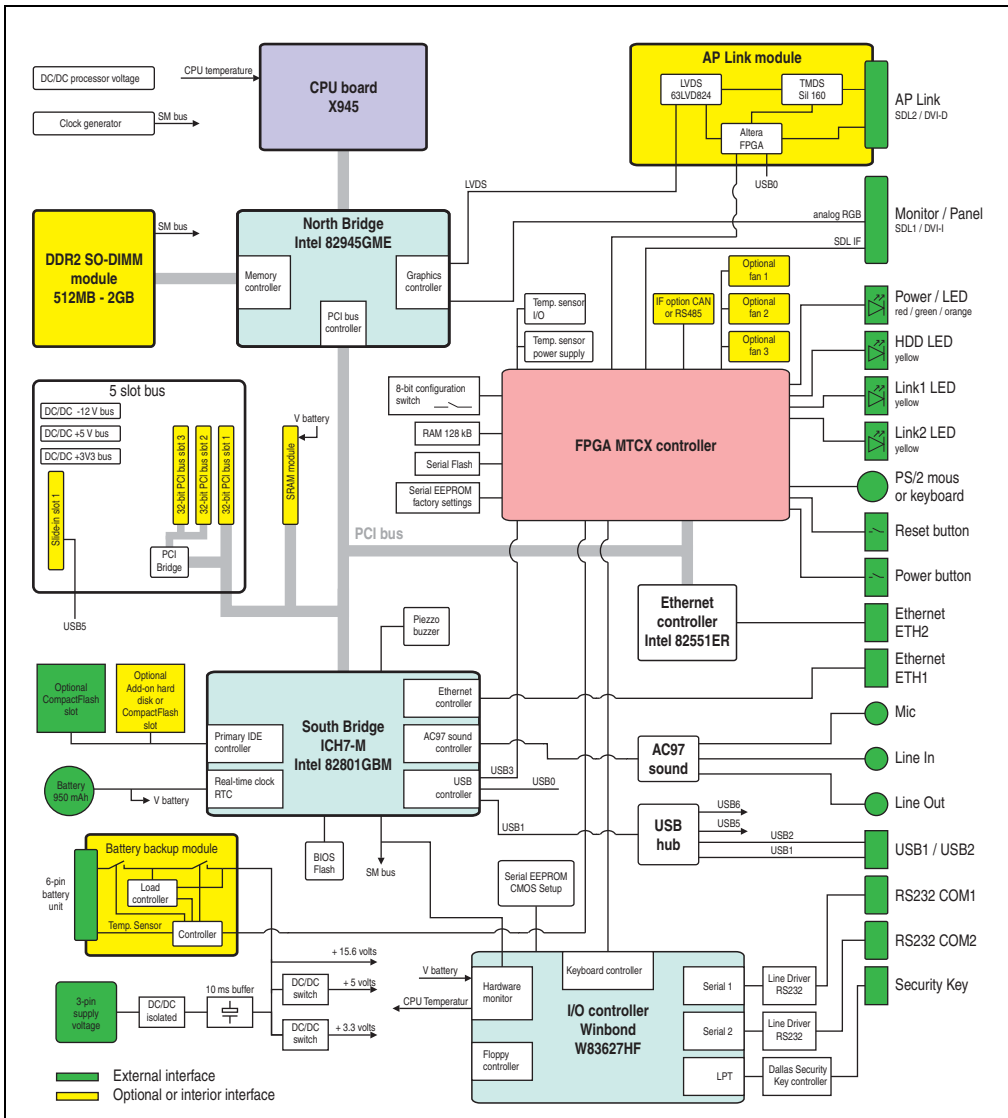 DC/DC processor voltage
CPU temperature
Clock generator
SM bus
CPU board
X945
AP Link module
LVDS
63LVD824
TMDS
Sil 160
Altera
FPGA
USB0
AP Link
SDL2 / DVI-D
LVDS
DDR2 SO-DIMM
module
512MB - 2GB
SM bus
North Bridge
Intel 82945GME
Memory
controller
Graphics
controller
PCI bus
controller
analog RGB
SDL IF
Monitor / Panel
SDL1 / DVI-I
Temp. sensor
I/O
Temp. sensor
power supply
IF option CAN
or RS485
Optional
fan 1
Optional
fan 2
Optional
fan 3
Power / LED
red / green / orange
HDD LED
yellow
Link1 LED
yellow
Link2 LED
yellow
PS/2 mous
or keyboard
Reset button
Power button
5 slot bus
DC/DC -12 V bus
DC/DC +5 V bus
DC/DC +3V3 bus
Slide-in slot 1
32-bit PCI bus slot 3
32-bit PCI bus slot 2
32-bit PCI bus slot 1
PCI
Bridge
USB5
V battery
SRAM module
8-bit configuration
switch
RAM 128 kB
Serial Flash
Serial EEPROM
factory settings
FPGA MTCX controller
PCI bus
Ethernet
controller
Intel 82551ER
Ethernet
ETH2
Ethernet
ETH1
Piezzo
buzzer
Optional
CompactFlash
slot
Optional
Add-on hard
disk or
CompactFlash
slot
South Bridge
ICH7-M
Intel 82801GBM
Ethernet
controller
Primary IDE
controller
AC97 sound
controller
Real-time clock
RTC
USB
controller
USB3
USB0
USB1
Battery
950 mAh
V battery
BIOS
Flash
SM bus
AC97
sound
Mic
Line In
Line Out
USB
hub
USB6
USB5
USB2
USB1
USB1 / USB2
Battery backup module
6-pin
battery
unit
Load
controller
Temp. Sensor
Controller
Serial EEPROM
CMOS Setup
RS232 COM1
RS232 COM2
Security Key
3-pin
supply
voltage
DC/DC
isolated
10 ms buffer
+ 15.6 volts
DC/DC
switch
+ 5 volts
DC/DC
switch
+ 3.3 volts
V battery
CPU Temperatur
Hardware
monitor
Keyboard controller
I/O controller
Winbond
W83627HF
Floppy
controller
Serial 1
Line Driver
RS232
Serial 2
Line Driver
RS232
LPT
Dallas Security
Key controller
External interface
Optional or interior interface